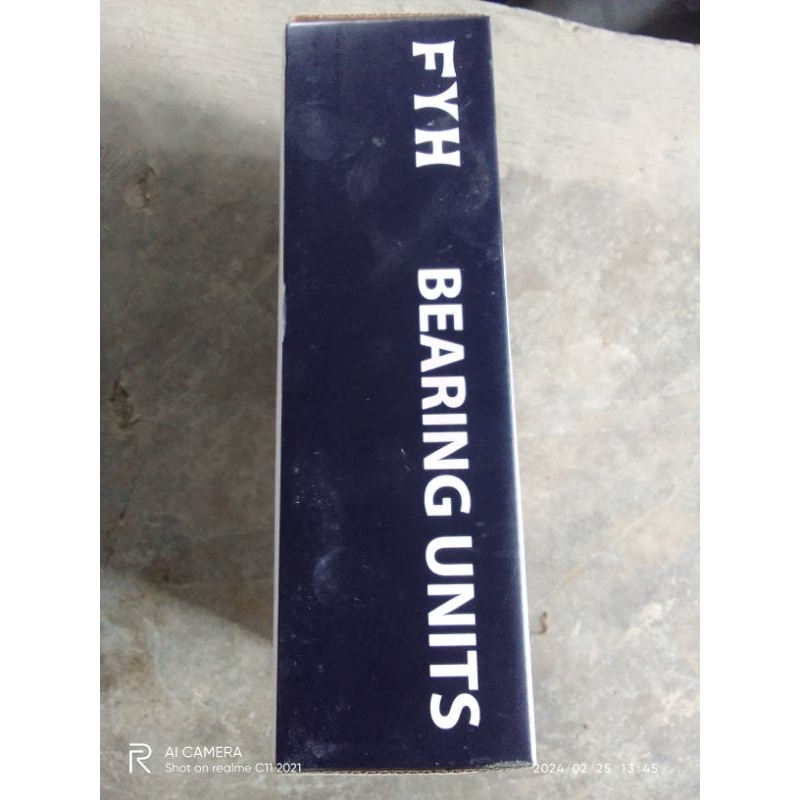 FYH BEARING UNITS
AI CAMERA
Shot on realme C11 2021
2024/02/25 13:45